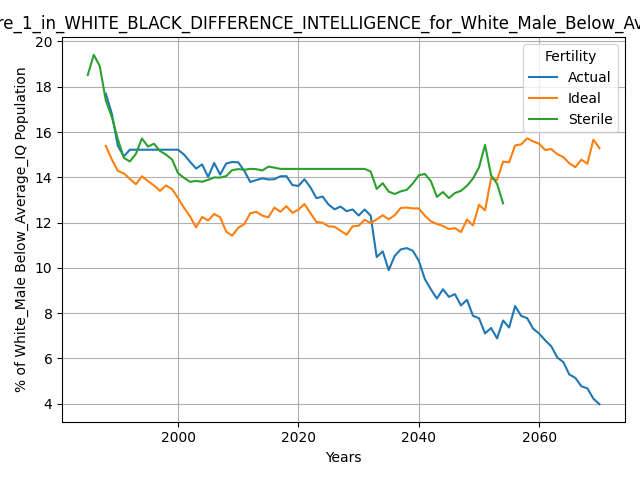 re_1_in_WHITE_BLACK_DIFFERENCE_INTELLIGENCE_for_White_Male_Below_Av
Fertility
Actual
Ideal
Sterile
% of White_Male Below_Average_IQ Population
20
18
16
14
12
10
8
6
4
2000
2020
2040
2060
Years